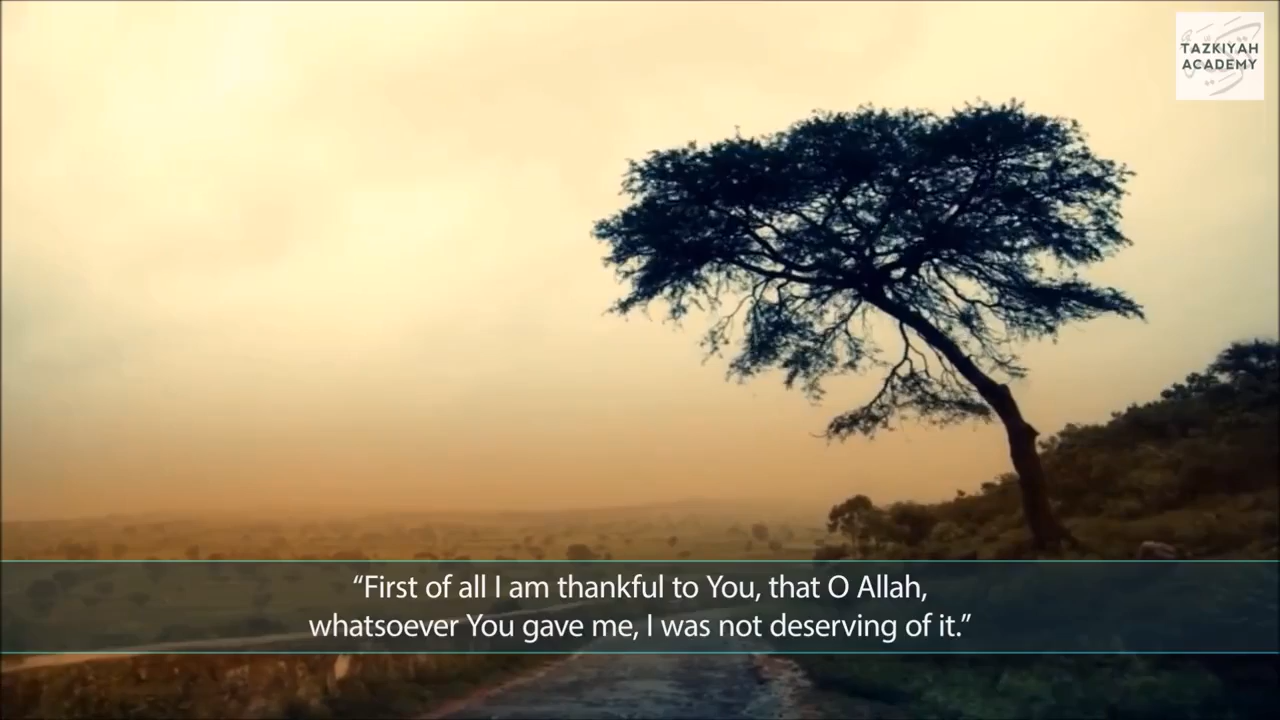 TAZKIYAH
ACADEMY
“First of all I am thankful to You, that O Allah,
whatsoever You gave me, I was not deserving of it.”